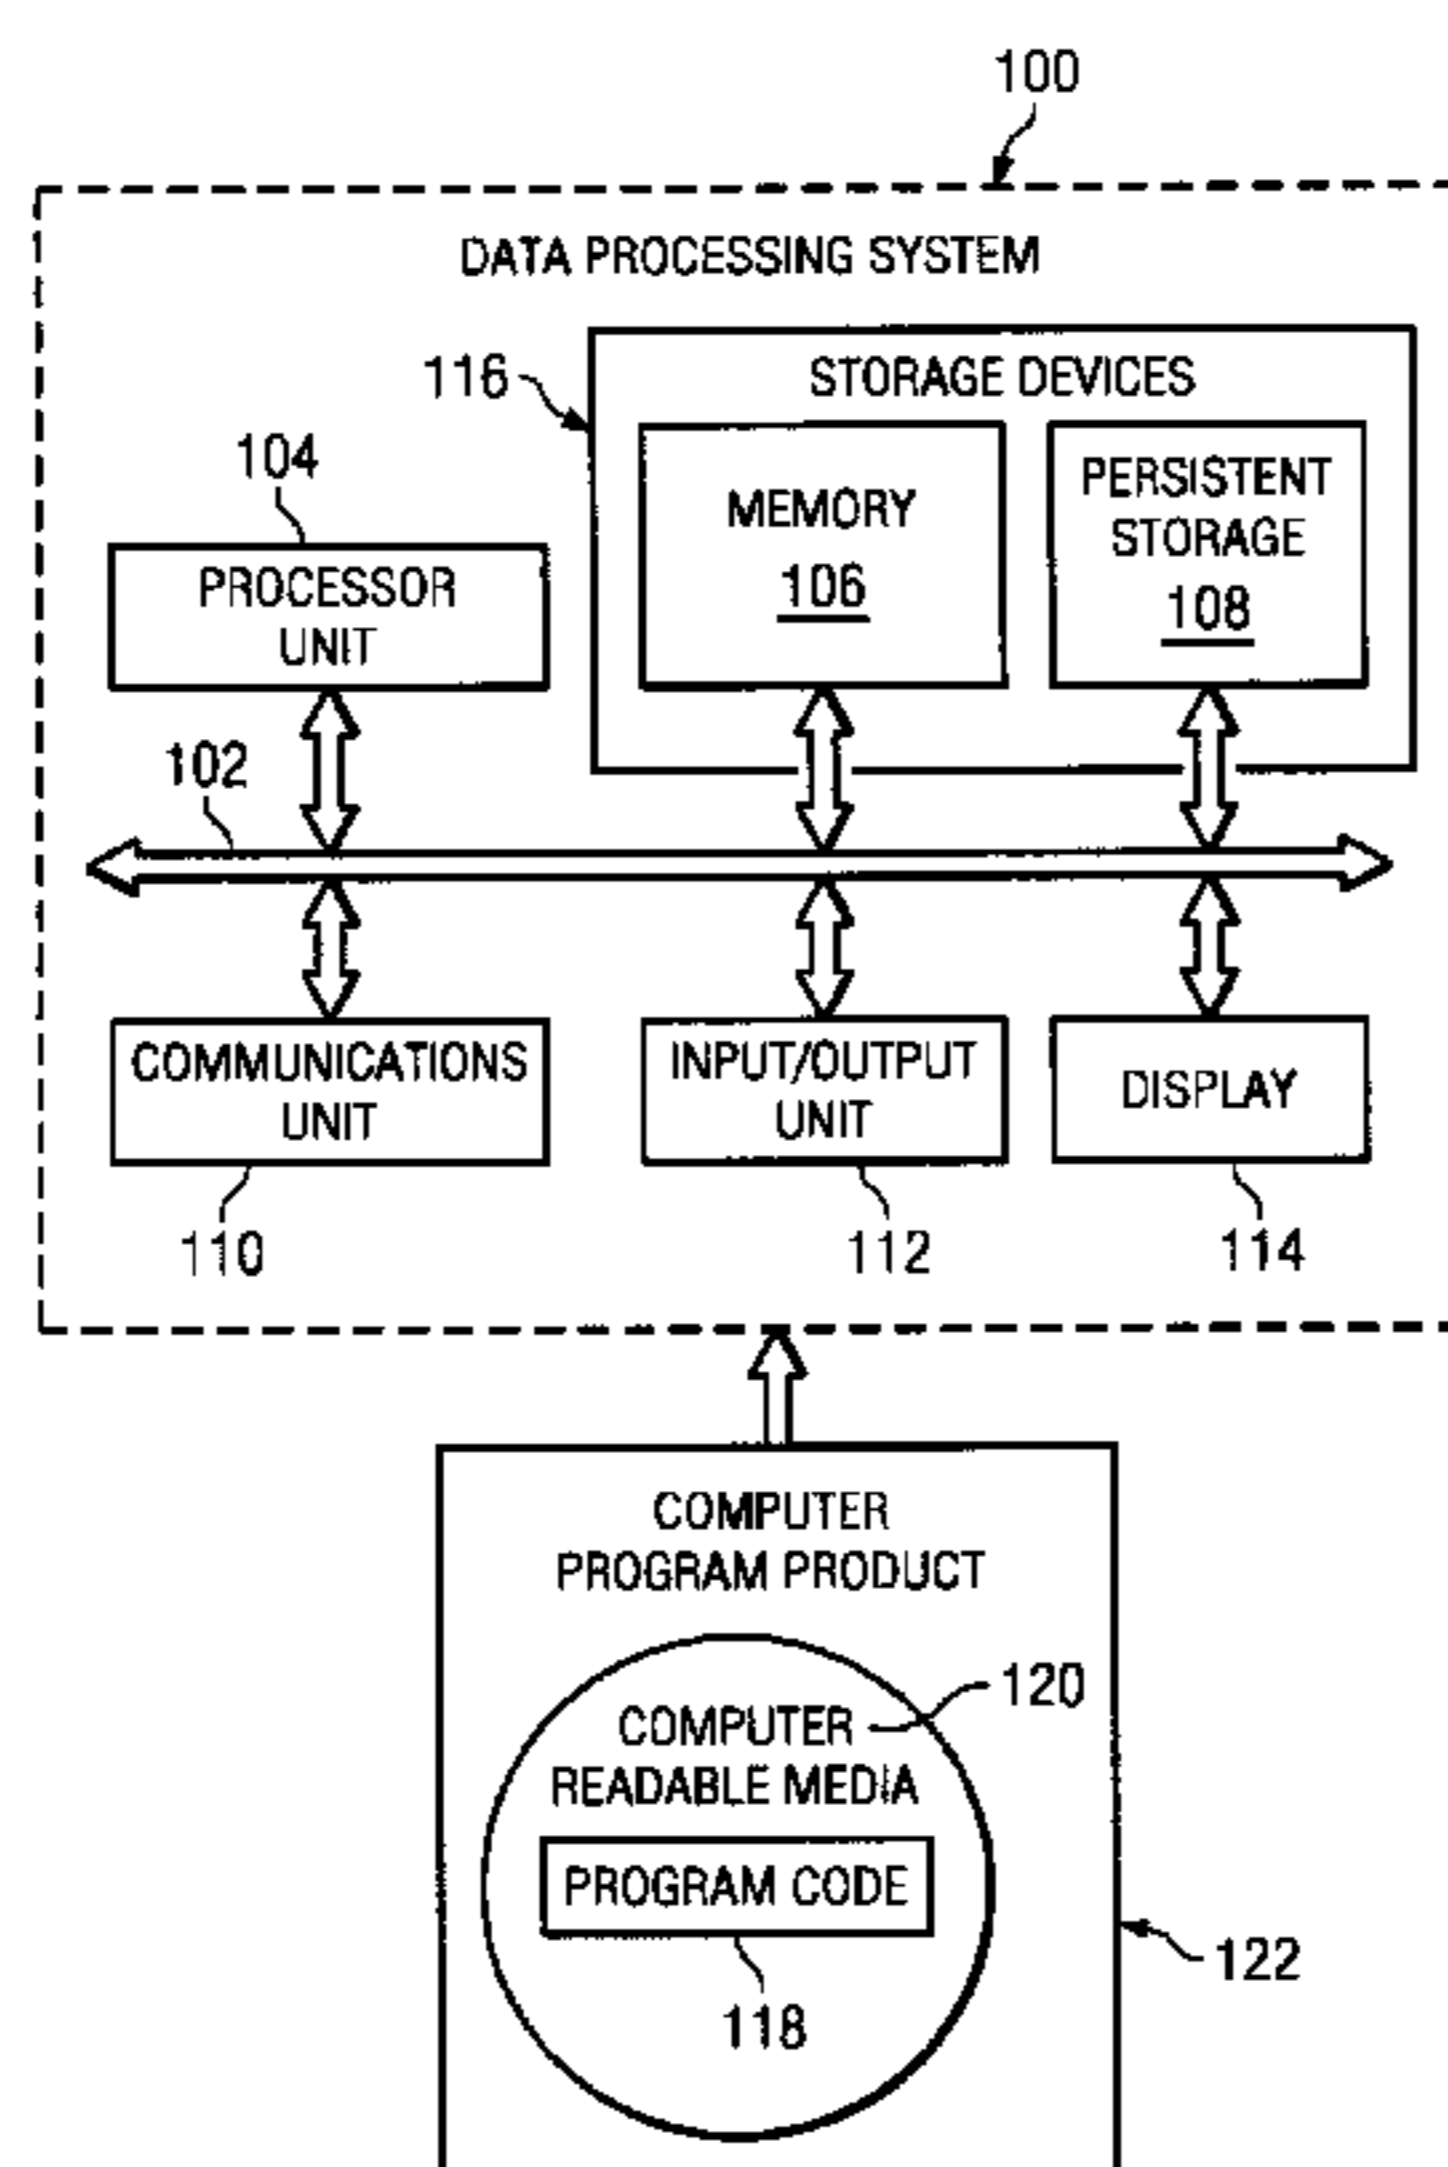 100
DATA PROCESSING SYSTEM
116
STORAGE DEVICES
104
MEMORY
106
PERSISTENT
STORAGE
108
PROCESSOR
UNIT
102
COMMUNICATIONS
UNIT
INPUT/OUTPUT
UNIT
DISPLAY
110
112
114
COMPUTER
PROGRAM PRODUCT
120
COMPUTER
READABLE MEDIA
PROGRAM CODE
118
122